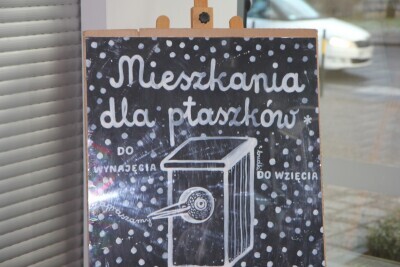 Mieszkania
dla ptaszków*
DO
WYNAJĘCIA
DO WZIĘCIA